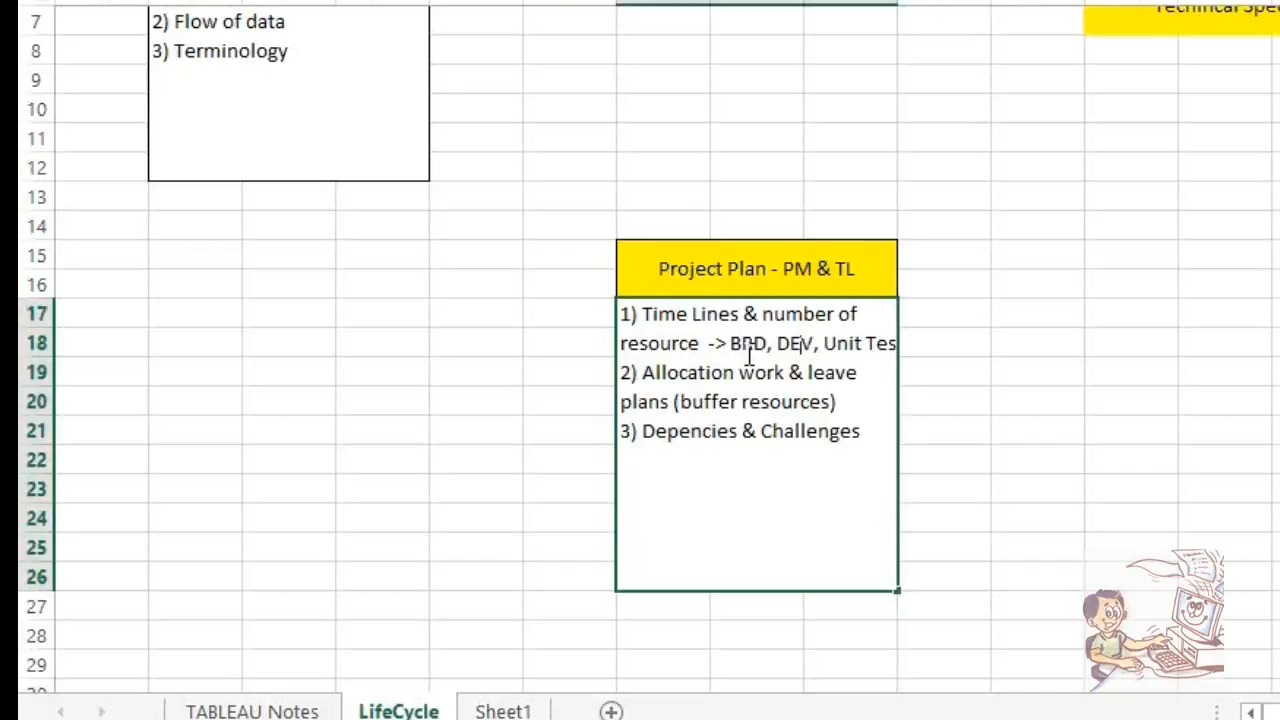 7
2) Flow of data
8
3) Terminology
9
10
11
12
13
14
15
16
Project Plan - PM & TL
17
1) Time Lines & number of
18
resource -> BRD, DEV, Unit Tes
19
2) Allocation work & leave
20
plans (buffer resources)
21
3) Depencies & Challenges
22
23
24
25
26
27
28
29
TABLEAU Notes
LifeCycle
Sheet1